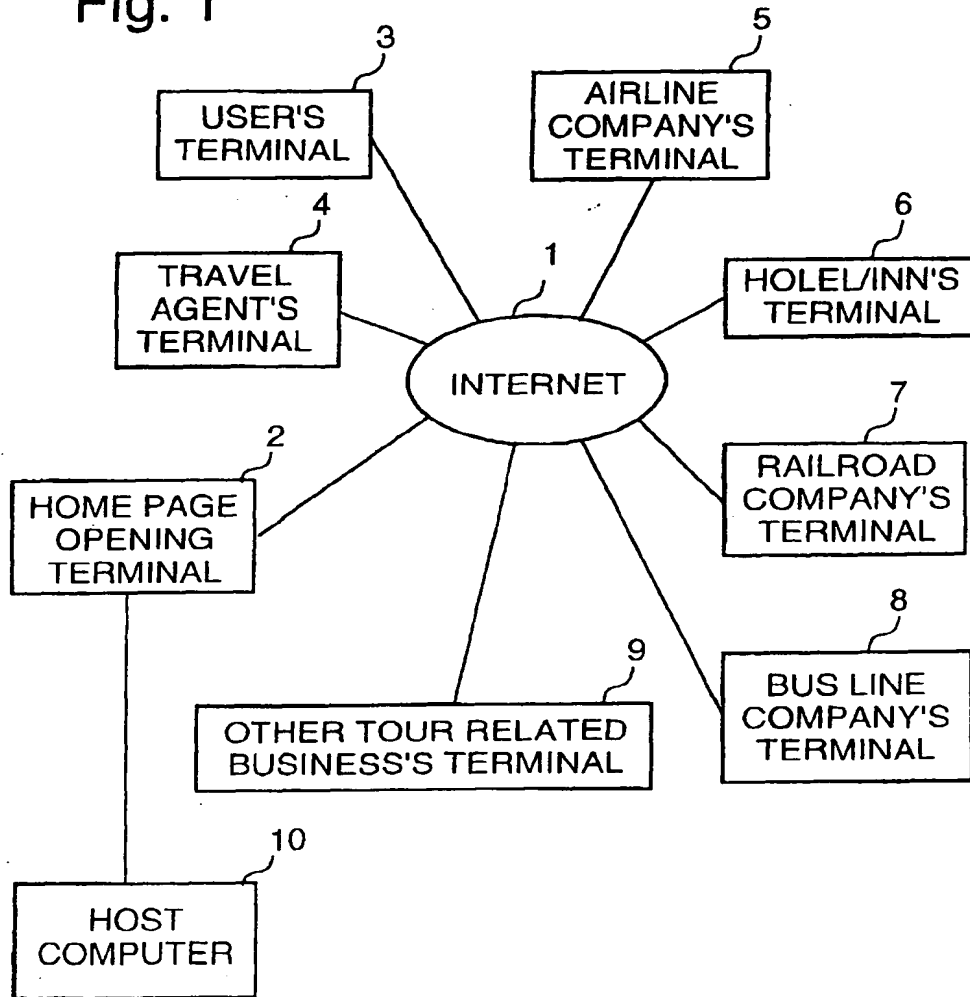 Fig. 1
3
USER'S
TERMINAL
5
AIRLINE
COMPANY'S
TERMINAL
4
TRAVEL
AGENT'S
TERMINAL
1
INTERNET
6
HOLEL/INN'S
TERMINAL
2
HOME PAGE
OPENING
TERMINAL
7
RAILROAD
COMPANY'S
TERMINAL
8
BUS LINE
COMPANY'S
TERMINAL
9
OTHER TOUR RELATED
BUSINESS'S TERMINAL
10
HOST
COMPUTER